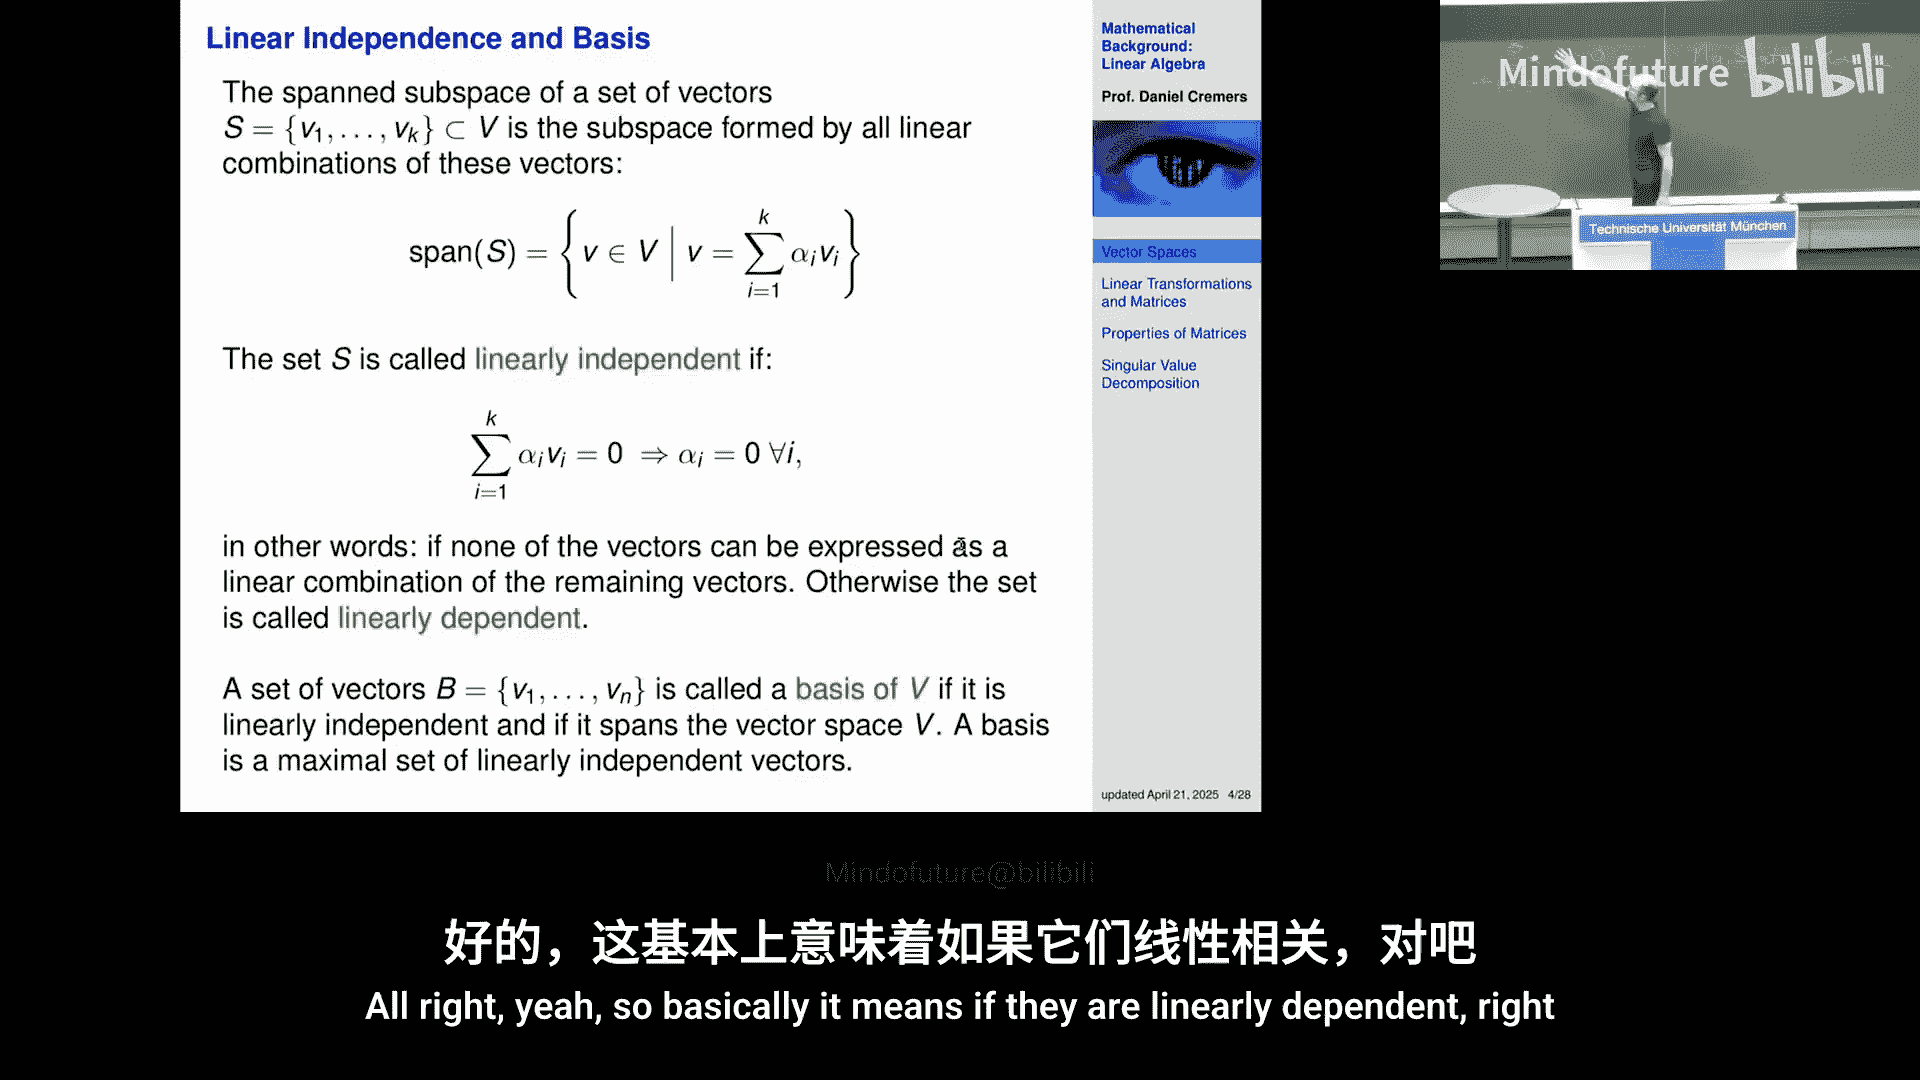 Linear Independence and Basis
The spanned subspace of a set of vectors
S = {v₁, . . . , vₖ} ⊂ V is the subspace formed by all linear
combinations of these vectors:
span(S) = { v ∈ V | v = ∑ᵢ₌₁ᵏ αᵢvᵢ }
The set S is called linearly independent if:
∑ᵢ₌₁ᵏ αᵢvᵢ = 0 ⇒ αᵢ = 0 ∀i,
in other words: if none of the vectors can be expressed as a
linear combination of the remaining vectors. Otherwise the set
is called linearly dependent.
A set of vectors B = {v₁, . . . , vₙ} is called a basis of V if it is
linearly independent and if it spans the vector space V. A basis
is a maximal set of linearly independent vectors.
Mathematical
Background:
Linear Algebra
Prof. Daniel Cremers
Vector Spaces
Linear Transformations
and Matrices
Properties of Matrices
Singular Value
Decomposition
updated April 21, 2025 4/28
Mindofuture bilibili
Technische Universität München
Mindofuture@bilibili
好的，这基本上意味着如果它们线性相关，对吧
All right, yeah, so basically it means if they are linearly dependent, right